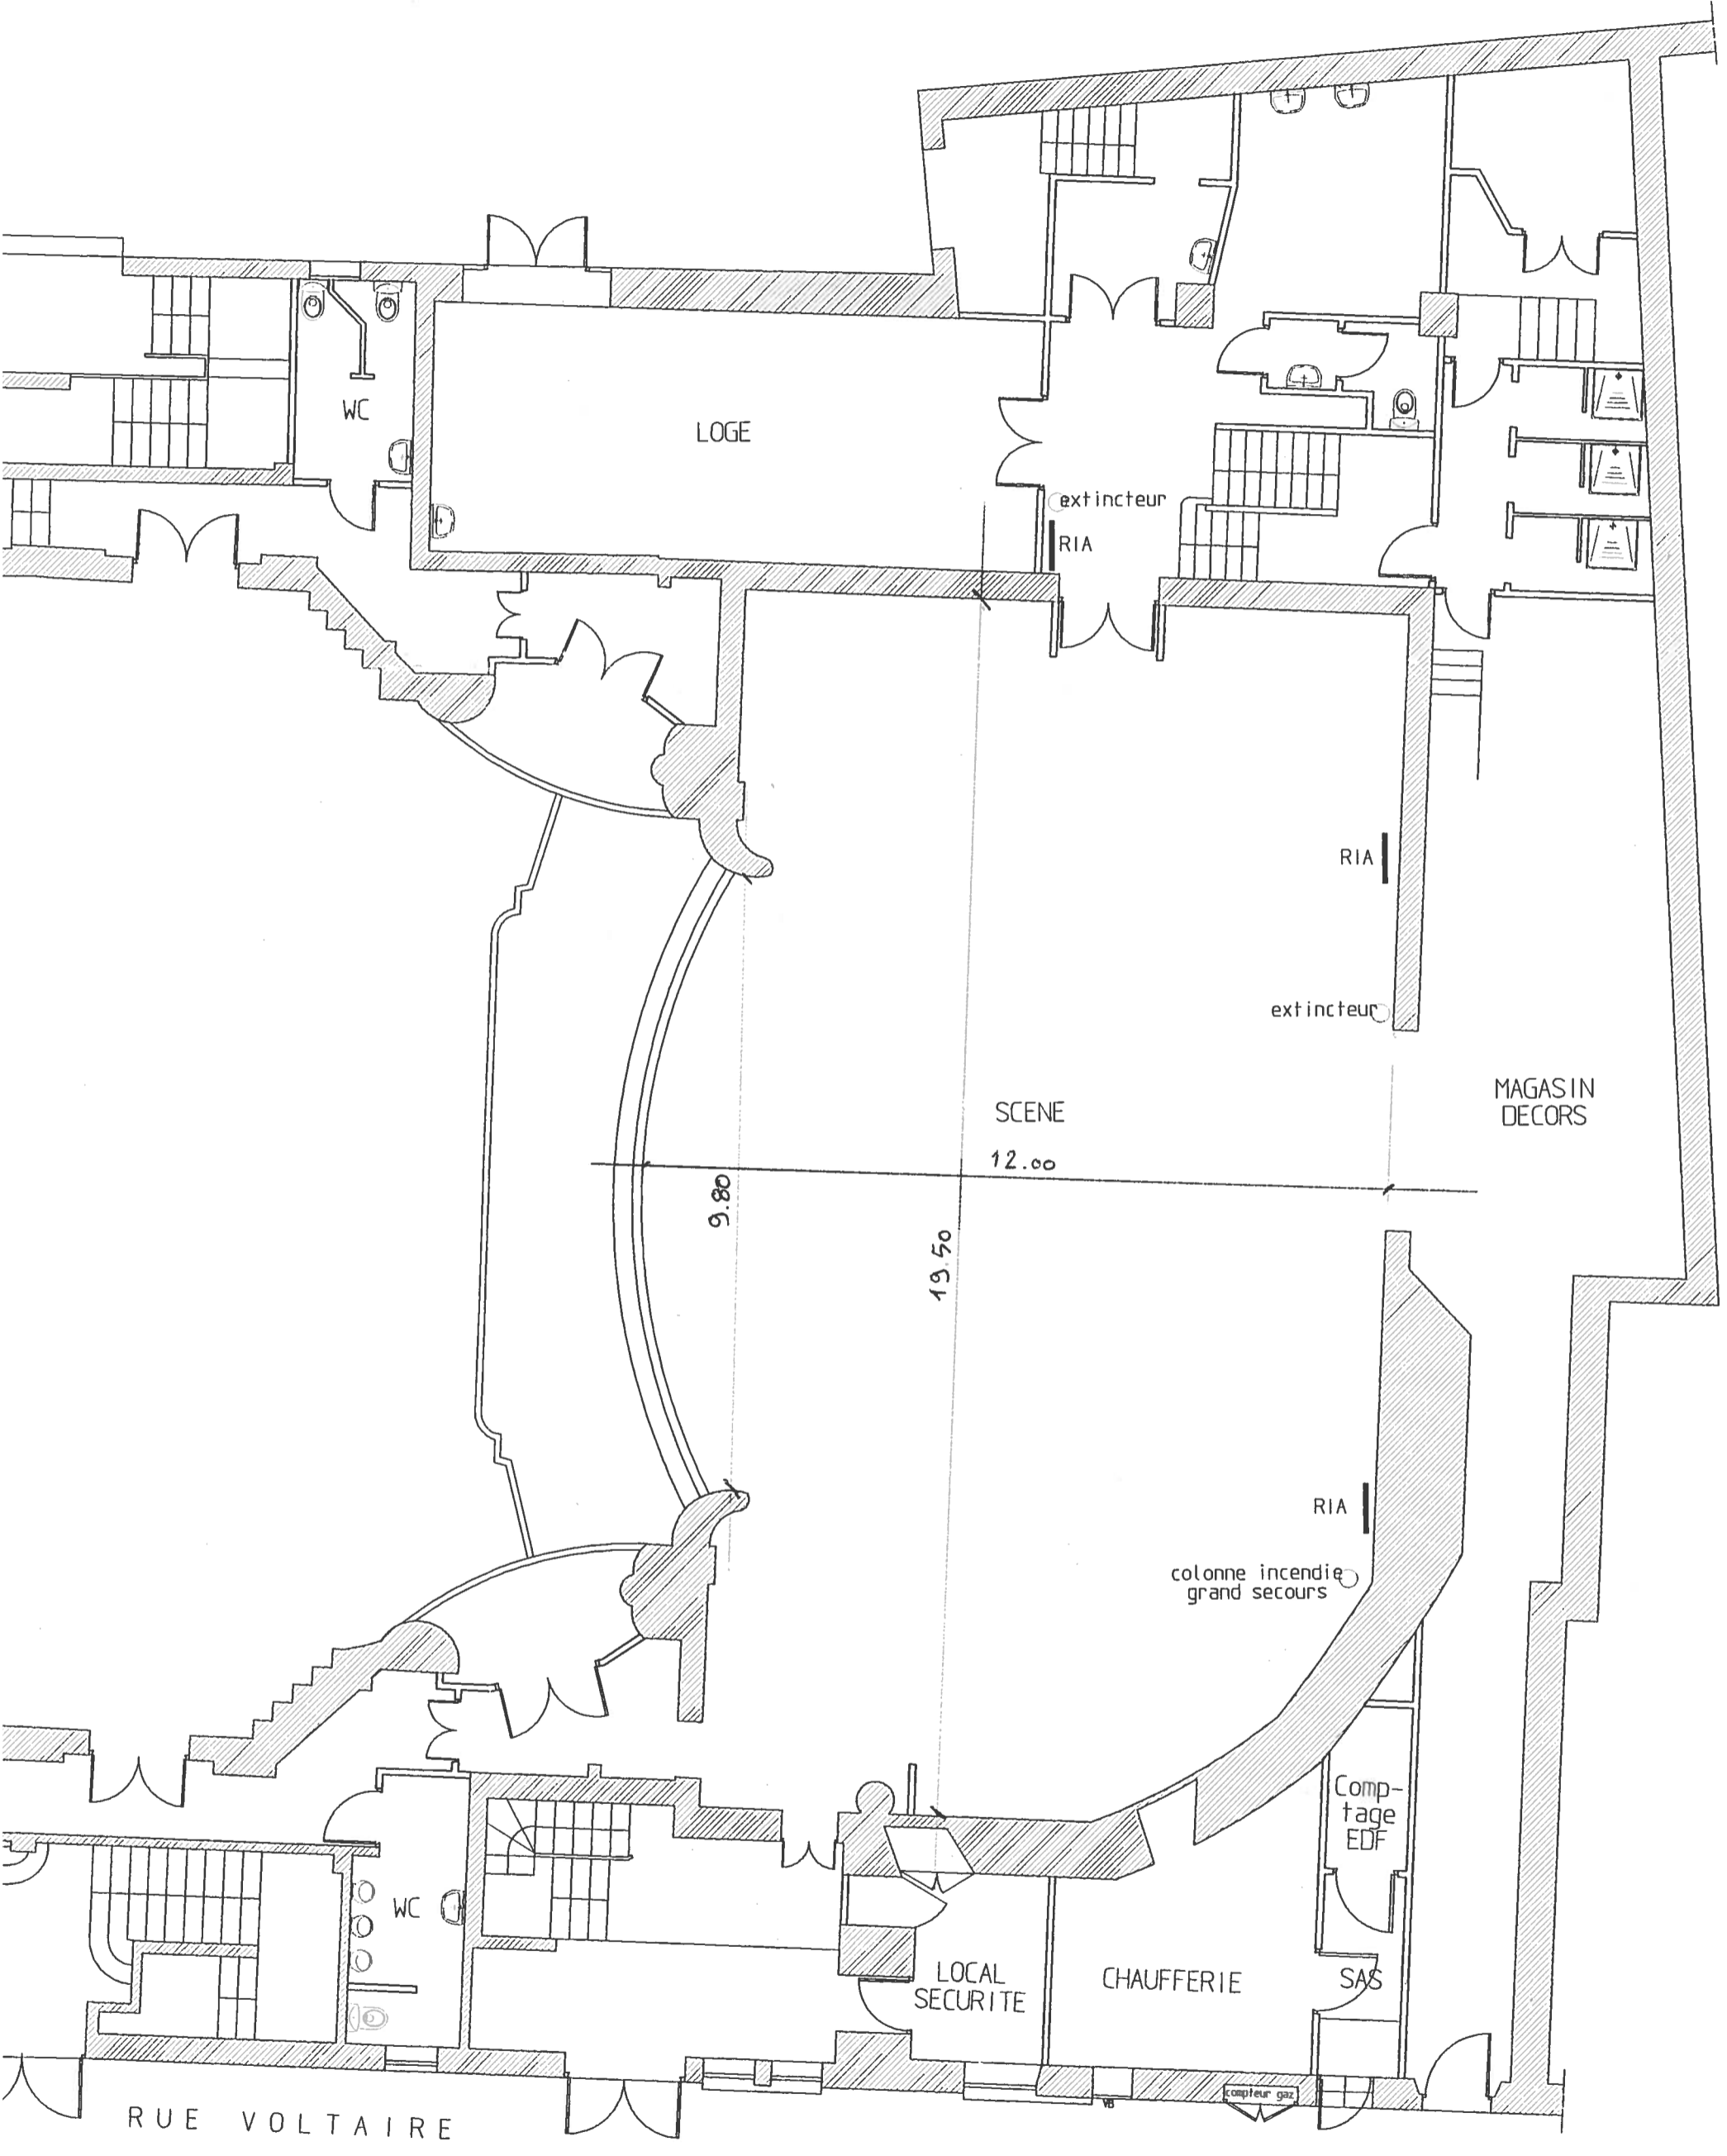 WC
LOGE
extincteur
RIA
RIA
extincteur
MAGASIN
DECORS
SCENE
12.00
9.80
19.50
RIA
colonne incendie
grand secours
Comp-
tage
EDF
WC
LOCAL
SECURITE
CHAUFFERIE
SAS
compteur gaz
VB
RUE VOLTAIRE